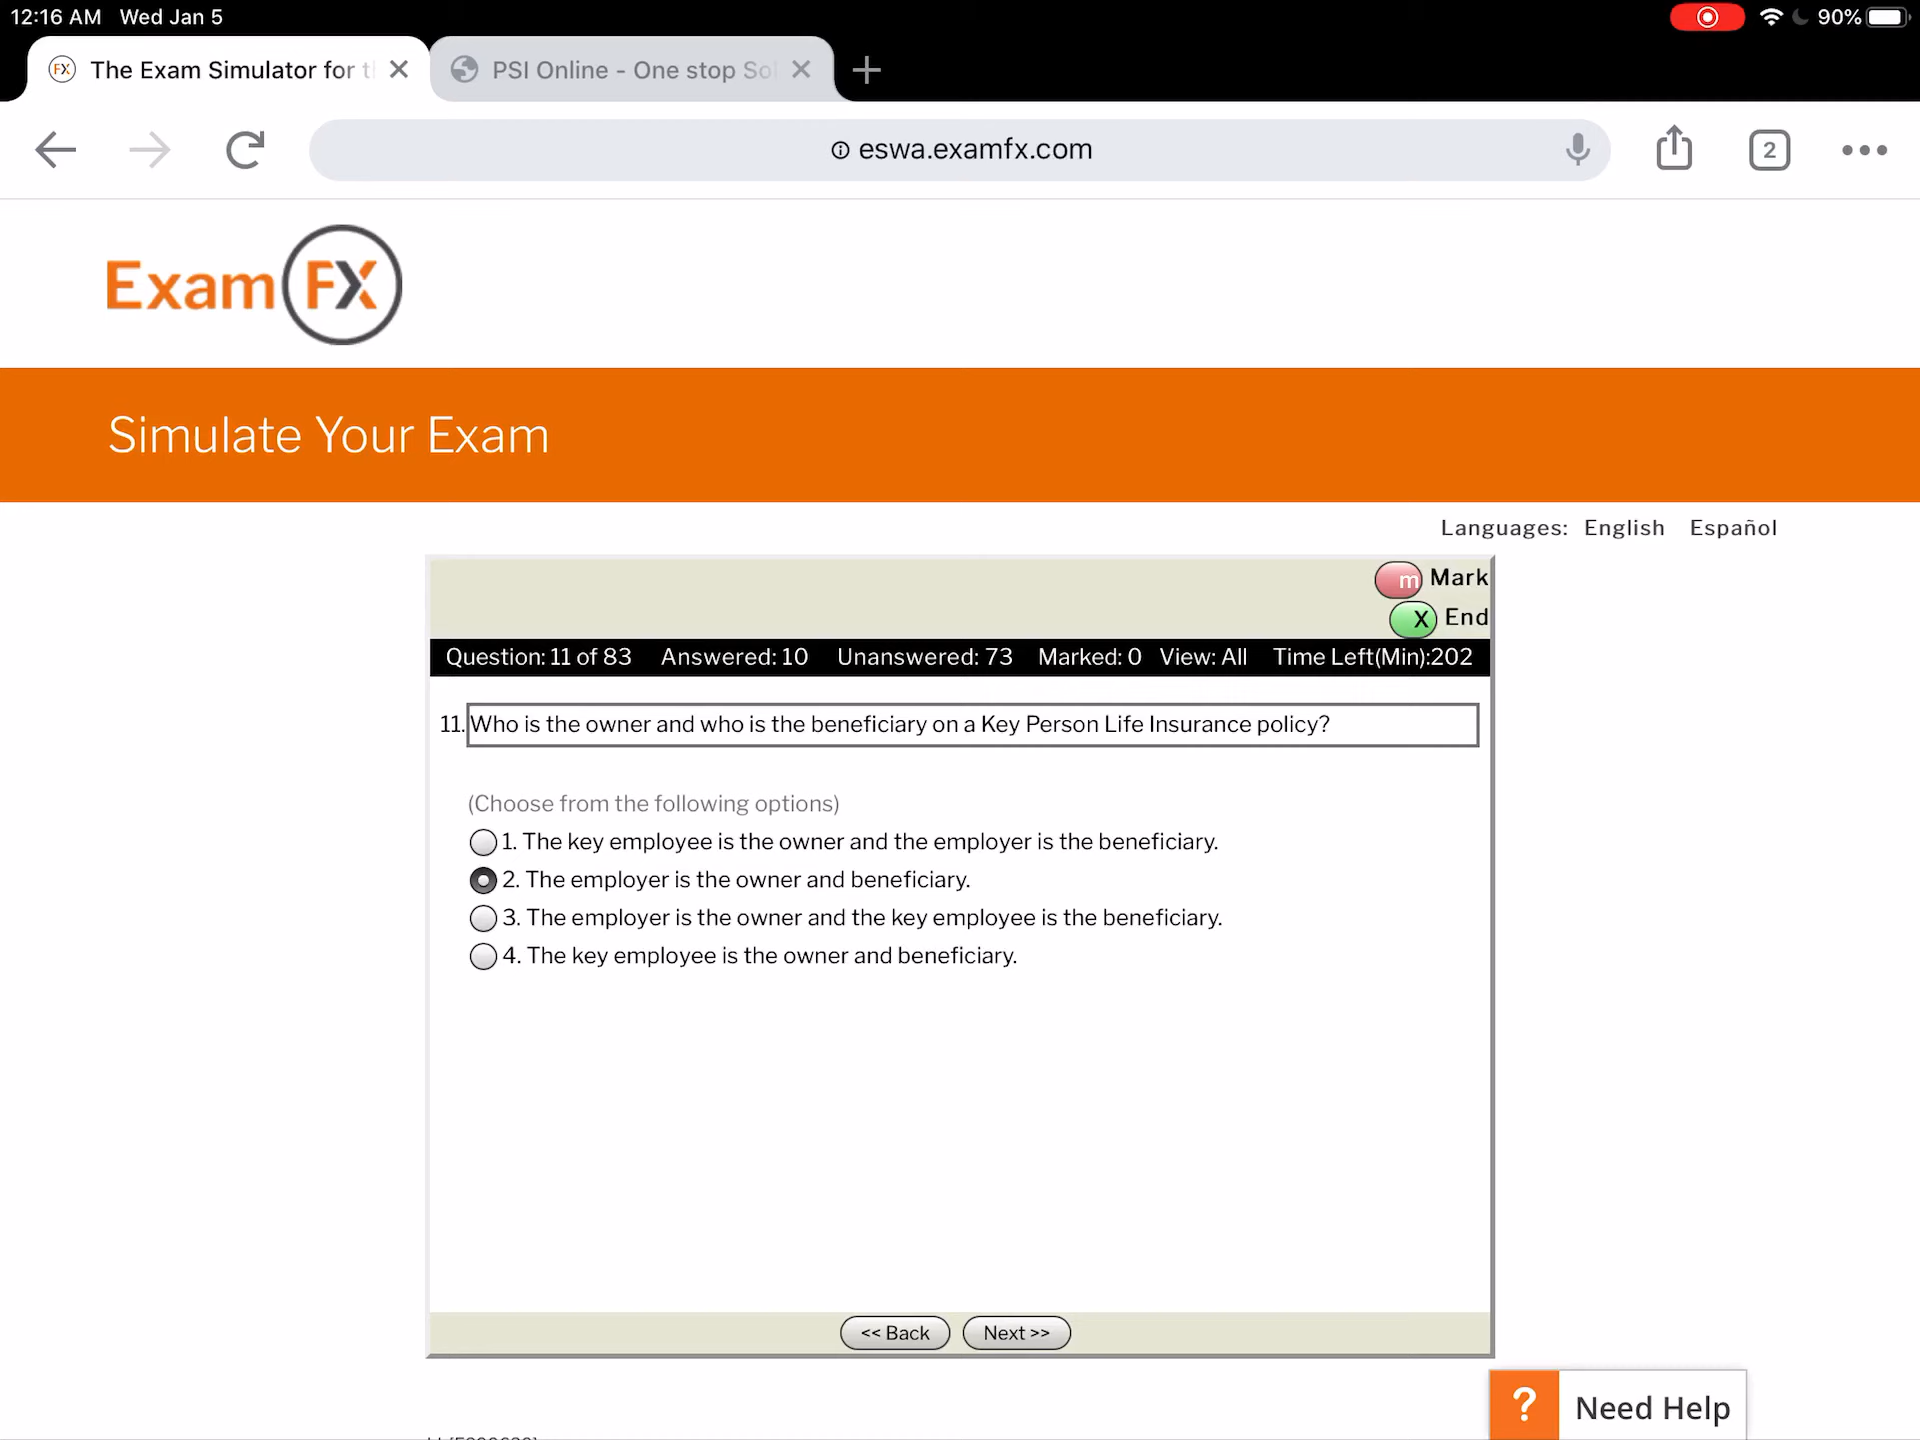 12:16 AM Wed Jan 5 90%
The Exam Simulator for t PSI Online - One stop Sol
eswa.examfx.com 2
Exam FX
Simulate Your Exam
Languages: English Español
m Mark
X End
Question: 11 of 83 Answered: 10 Unanswered: 73 Marked: 0 View: All Time Left(Min):202
11. Who is the owner and who is the beneficiary on a Key Person Life Insurance policy?
(Choose from the following options)
1. The key employee is the owner and the employer is the beneficiary.
2. The employer is the owner and beneficiary.
3. The employer is the owner and the key employee is the beneficiary.
4. The key employee is the owner and beneficiary.
<< Back Next >>
? Need Help